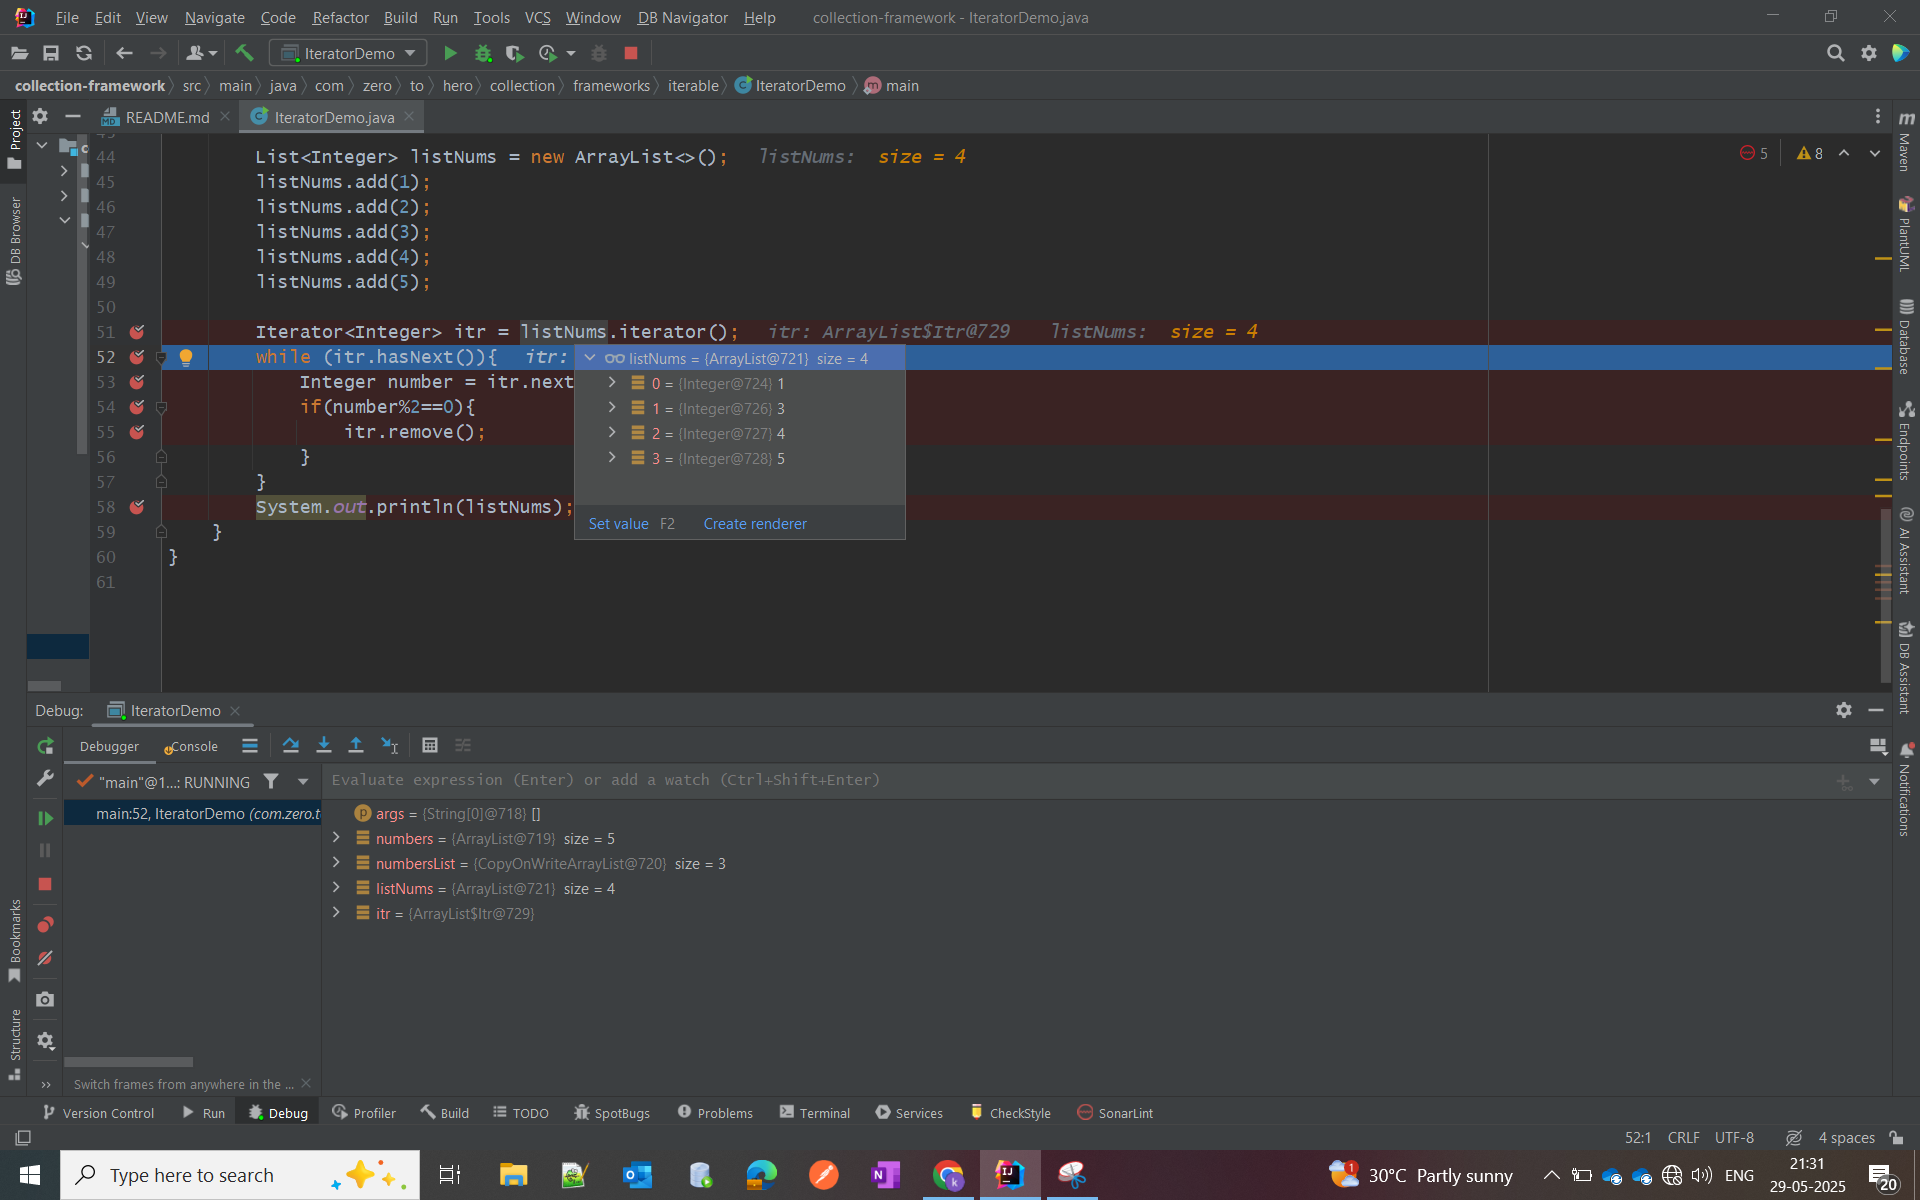 File Edit View Navigate Code Refactor Build Run Tools VCS Window DB Navigator Help collection-framework - IteratorDemo.java
IteratorDemo
collection-framework src main java com zero to hero collection frameworks iterable IteratorDemo main
Project
DB Browser
Bookmarks
Structure
README.md IteratorDemo.java
44 List<Integer> listNums = new ArrayList<>(); listNums: size = 4
45 listNums.add(1);
46 listNums.add(2);
47 listNums.add(3);
48 listNums.add(4);
49 listNums.add(5);
50
51 Iterator<Integer> itr = listNums.iterator(); itr: ArrayList$Itr@729 listNums: size = 4
52 while (itr.hasNext()){ itr:
53 Integer number = itr.next
54 if(number%2==0){
55 itr.remove();
56 }
57 }
58 System.out.println(listNums);
59 }
60 }
61
5 8
listNums = {ArrayList@721} size = 4
0 = {Integer@724} 1
1 = {Integer@726} 3
2 = {Integer@727} 4
3 = {Integer@728} 5
Set value F2 Create renderer
Maven
PlantUML
Database
Endpoints
AI Assistant
DB Assistant
Notifications
Debug: IteratorDemo
Debugger Console
"main"@1...: RUNNING
Evaluate expression (Enter) or add a watch (Ctrl+Shift+Enter)
main:52, IteratorDemo (com.zero.t
args = {String[0]@718} []
numbers = {ArrayList@719} size = 5
numbersList = {CopyOnWriteArrayList@720} size = 3
listNums = {ArrayList@721} size = 4
itr = {ArrayList$Itr@729}
Switch frames from anywhere in the ...
Version Control Run Debug Profiler Build TODO SpotBugs Problems Terminal Services CheckStyle SonarLint
52:1 CRLF UTF-8 4 spaces
Type here to search
30°C Partly sunny
ENG
21:31
29-05-2025
20